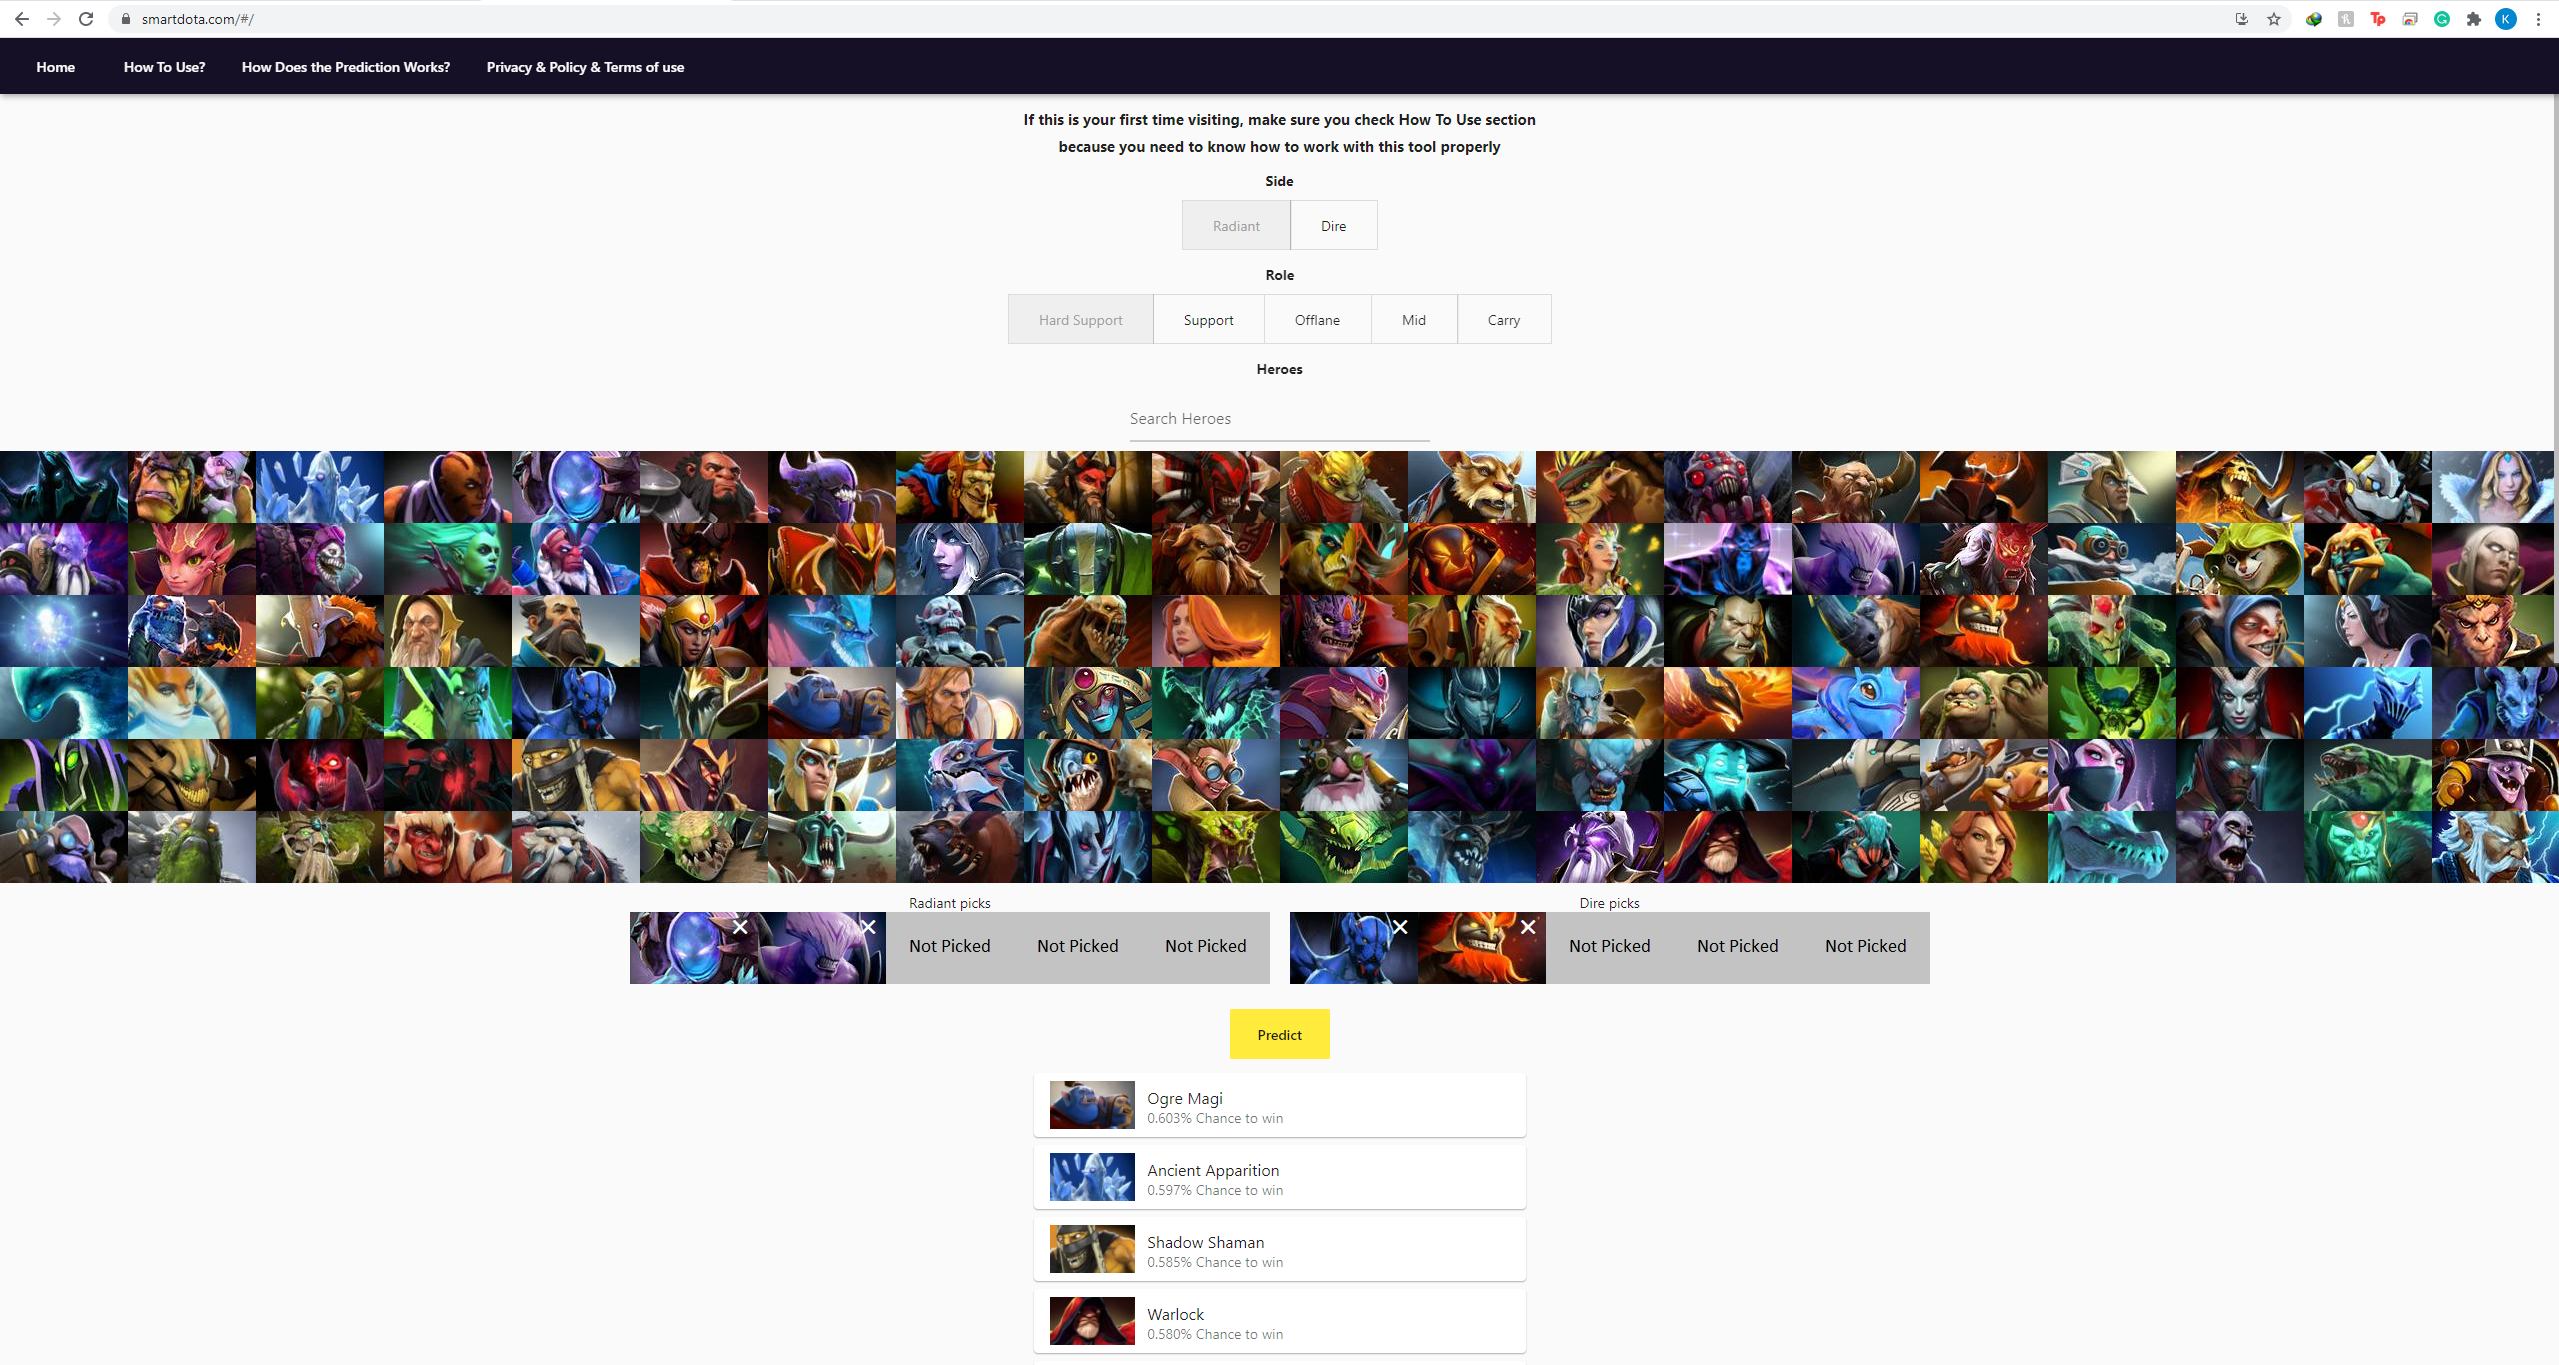 smartdota.com/#/
K
Home How To Use? How Does the Prediction Works? Privacy & Policy & Terms of use
If this is your first time visiting, make sure you check How To Use section
because you need to know how to work with this tool properly
Side
Radiant Dire
Role
Hard Support Support Offlane Mid Carry
Heroes
Search Heroes
Radiant picks Dire picks
Not Picked Not Picked Not Picked Not Picked Not Picked Not Picked
Predict
Ogre Magi
0.603% Chance to win
Ancient Apparition
0.597% Chance to win
Shadow Shaman
0.585% Chance to win
Warlock
0.580% Chance to win